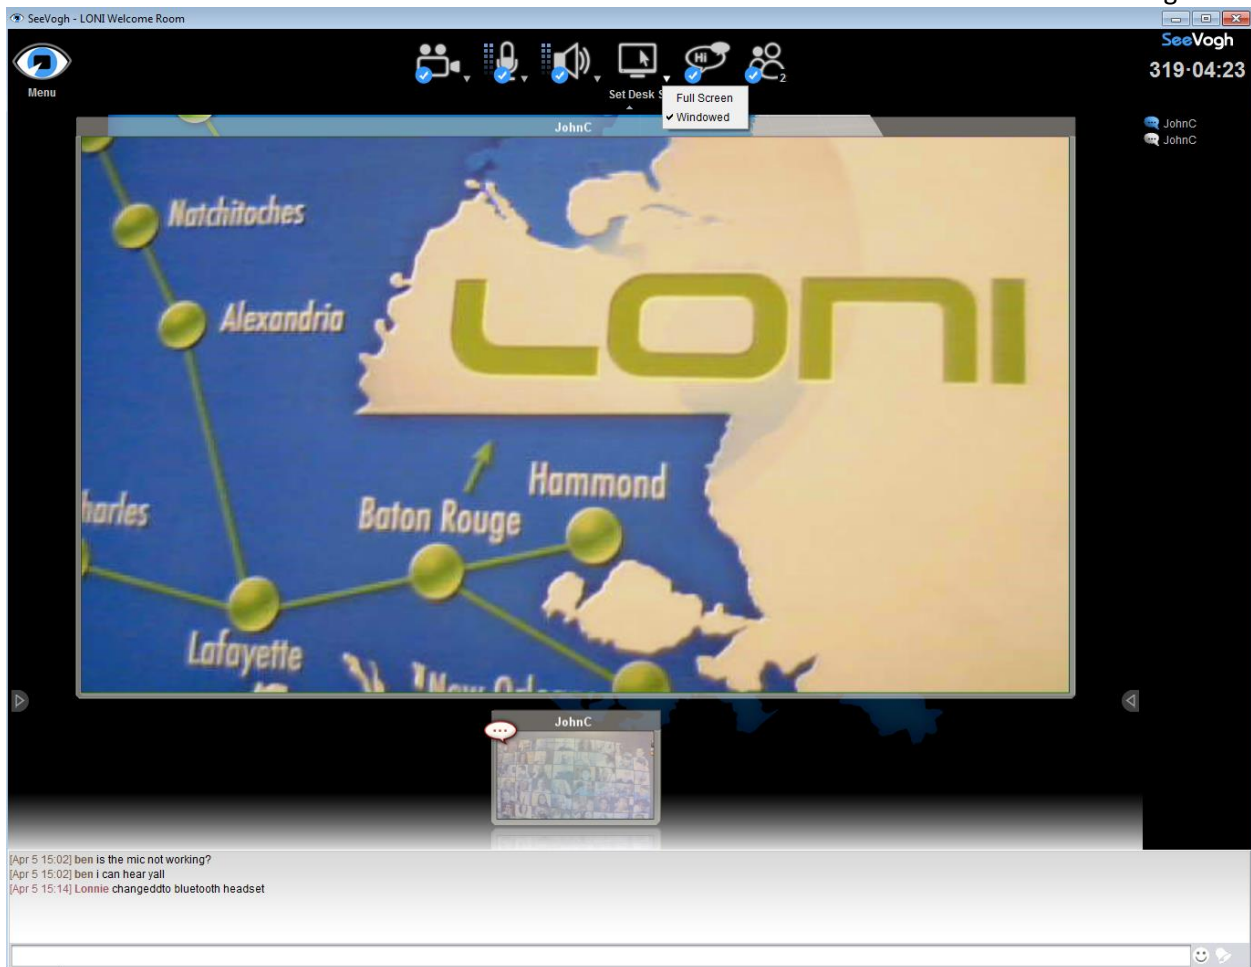 SeeVogh - LONI Welcome Room
SeeVogh
319·04:23
Menu
Hi
2
Set Desk S
Full Screen
Windowed
JohnC
JohnC
JohnC
Natchitoches
Alexandria
LONI
Hammond
Baton Rouge
harles
Lafayette
JohnC
[Apr 5 15:02] ben is the mic not working?
[Apr 5 15:02] ben i can hear yall
[Apr 5 15:14] Lonnie changeddto bluetooth headset